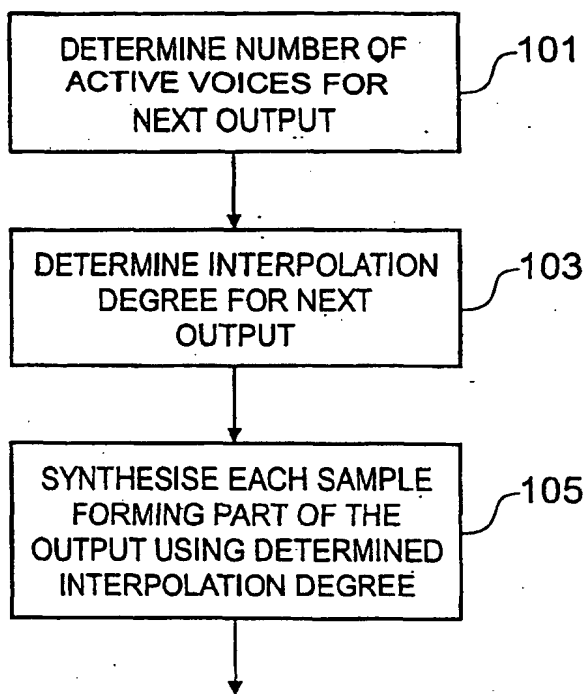 DETERMINE NUMBER OF
ACTIVE VOICES FOR
NEXT OUTPUT
101
DETERMINE INTERPOLATION
DEGREE FOR NEXT
OUTPUT
103
SYNTHESISE EACH SAMPLE
FORMING PART OF THE
OUTPUT USING DETERMINED
INTERPOLATION DEGREE
105